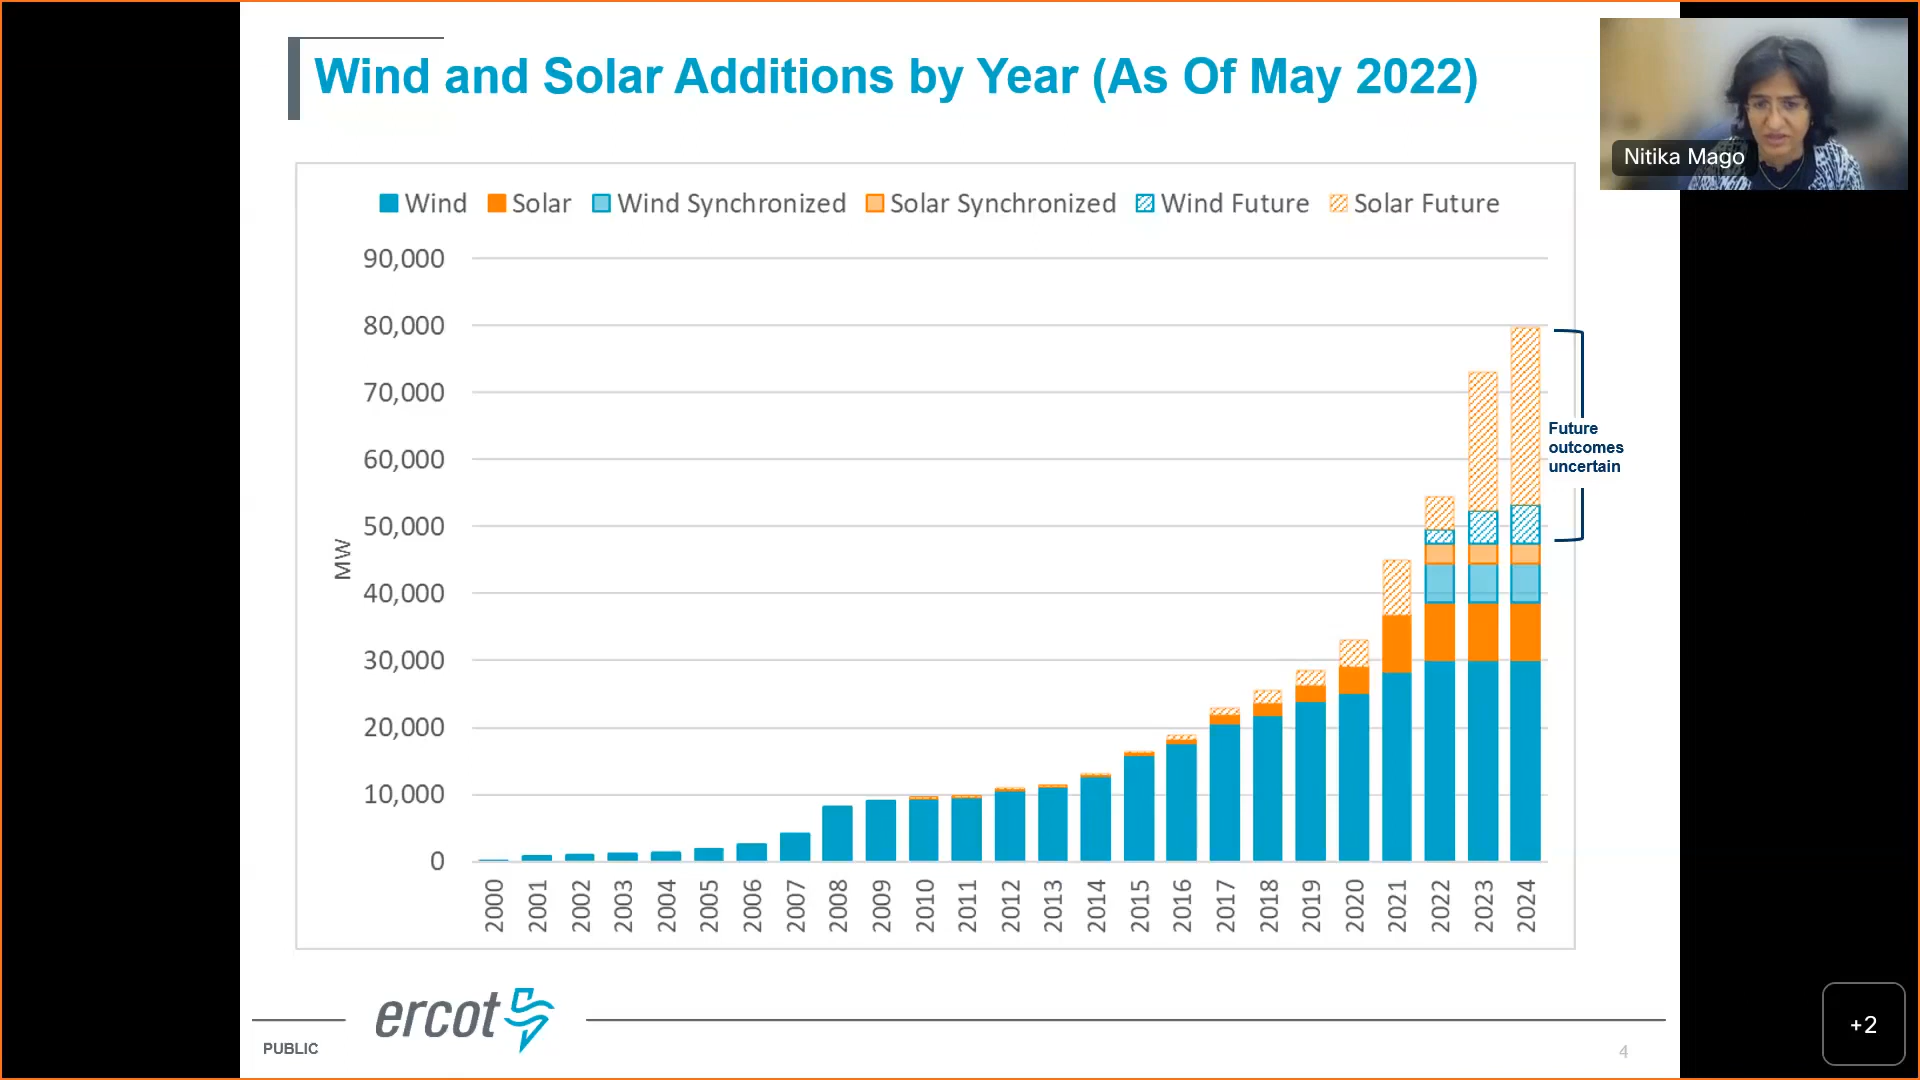 Wind and Solar Additions by Year (As Of May 2022)
Nitika Mago
Wind Solar Wind Synchronized Solar Synchronized Wind Future Solar Future
90,000
80,000
70,000
60,000
50,000
40,000
30,000
20,000
10,000
0
MW
Future
outcomes
uncertain
2000 2001 2002 2003 2004 2005 2006 2007 2008 2009 2010 2011 2012 2013 2014 2015 2016 2017 2018 2019 2020 2021 2022 2023 2024
ercot
PUBLIC
4
+2